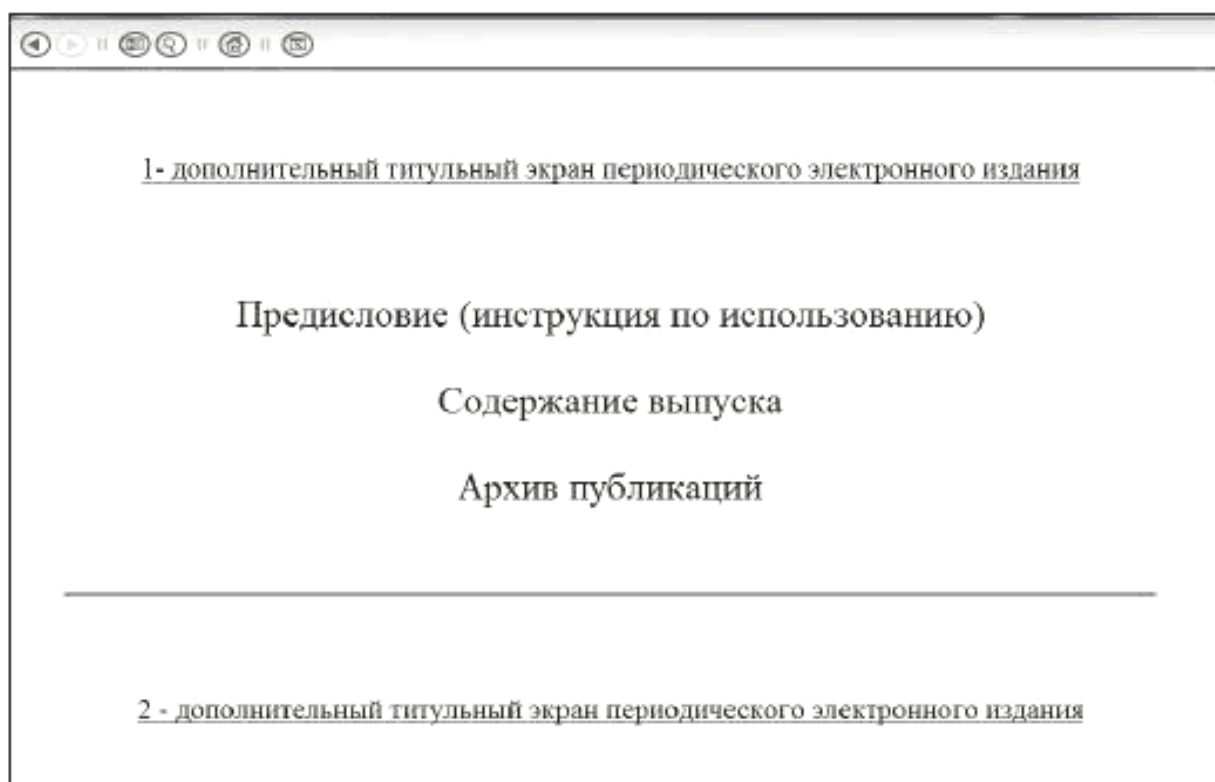 1- дополнительный титульный экран периодического электронного издания
Предисловие (инструкция по использованию)
Содержание выпуска
Архив публикаций
2 - дополнительный титульный экран периодического электронного издания